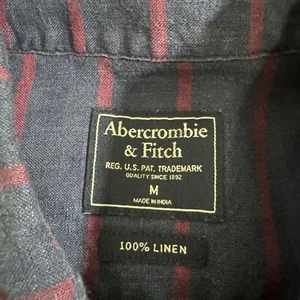 Abercrombie
& Fitch
REG. U.S. PAT. TRADEMARK
QUALITY SINCE 1892
M
MADE IN INDIA
100% LINEN